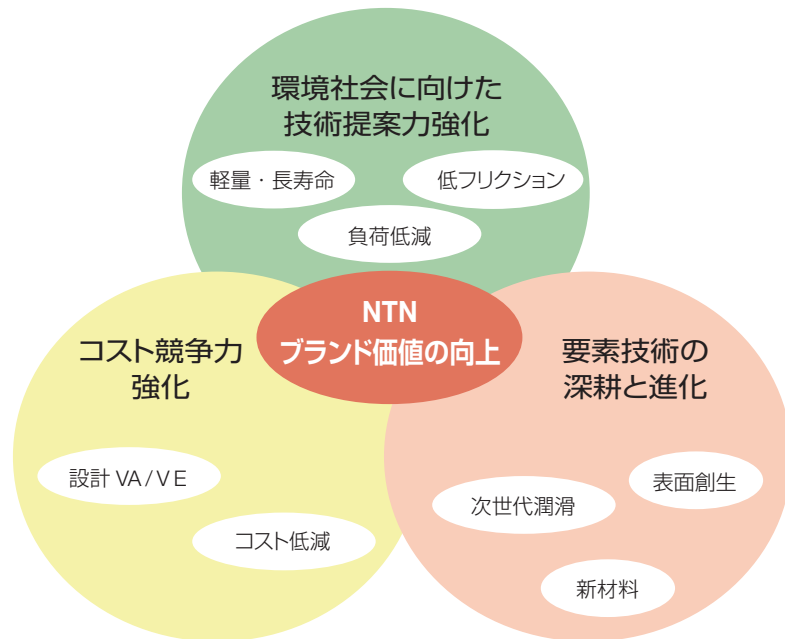 環境社会に向けた
技術提案力強化
軽量・長寿命
低フリクション
負荷低減
NTN
ブランド価値の向上
コスト競争力
強化
設計 VA/VE
コスト低減
要素技術の
深耕と進化
表面創生
次世代潤滑
新材料